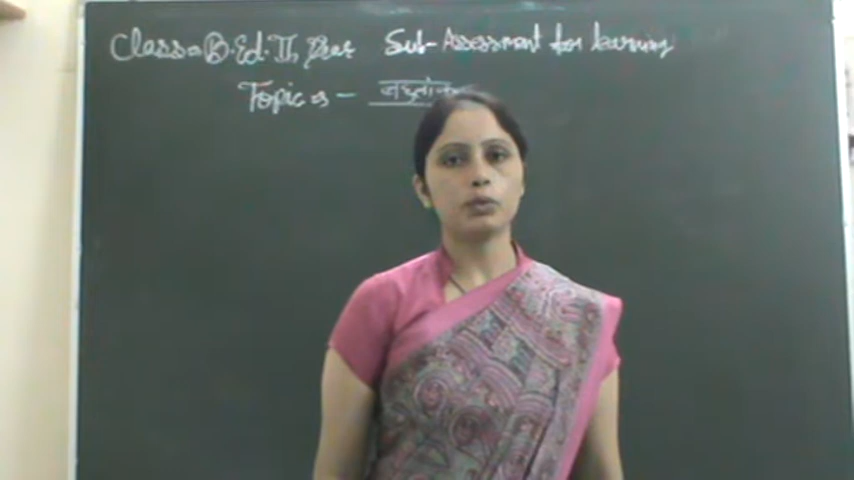 Class- B.Ed. II Year Sub- Assessment for learning
Topic -